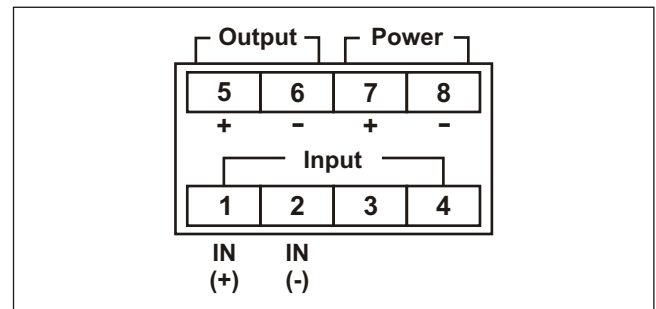 Output Power
5 6 7 8
+ - + -
Input
1 2 3 4
IN IN
(+) (-)